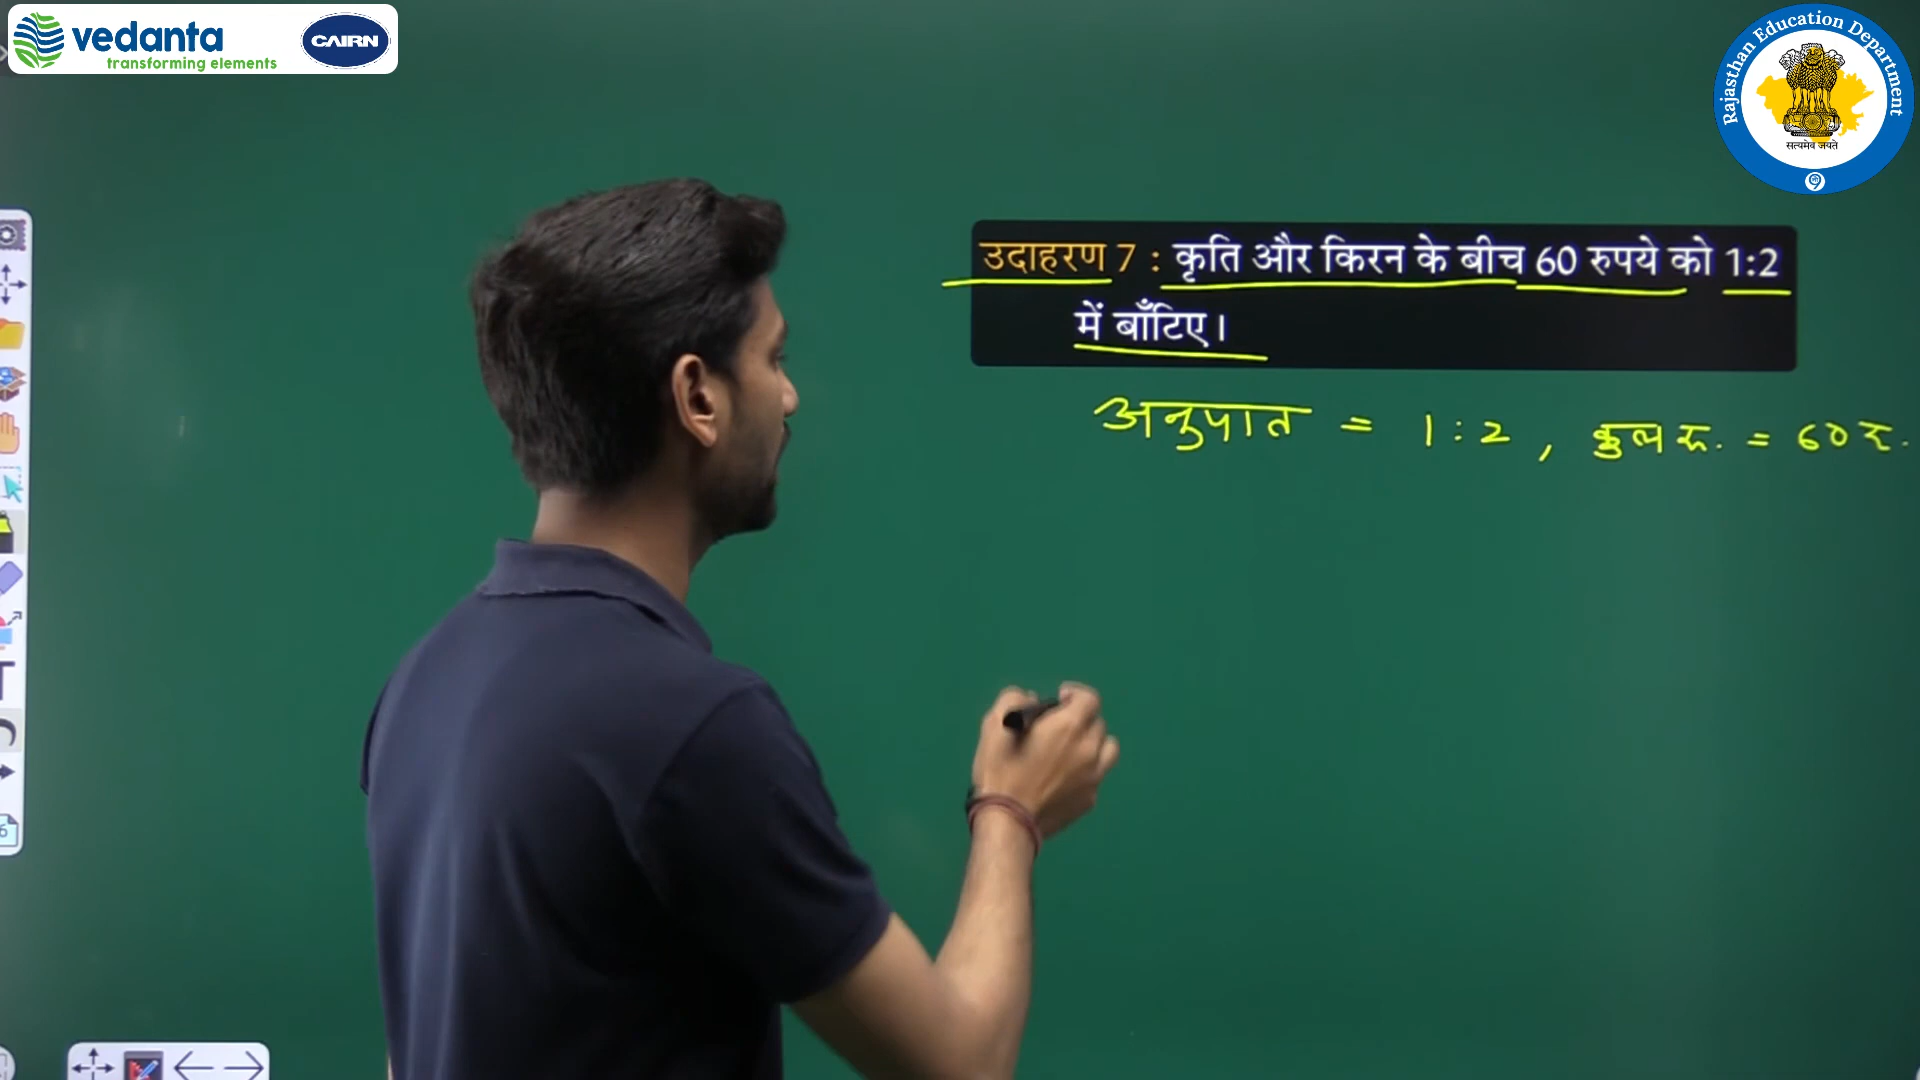 vedanta
transforming elements
CAIRN
Rajasthan Education Department
सत्यमेव जयते
उदाहरण 7 : कृति और किरन के बीच 60 रुपये को 1:2
में बाँटिए।
अनुपात = 1 : 2 , कुल रु. = 60 रु.